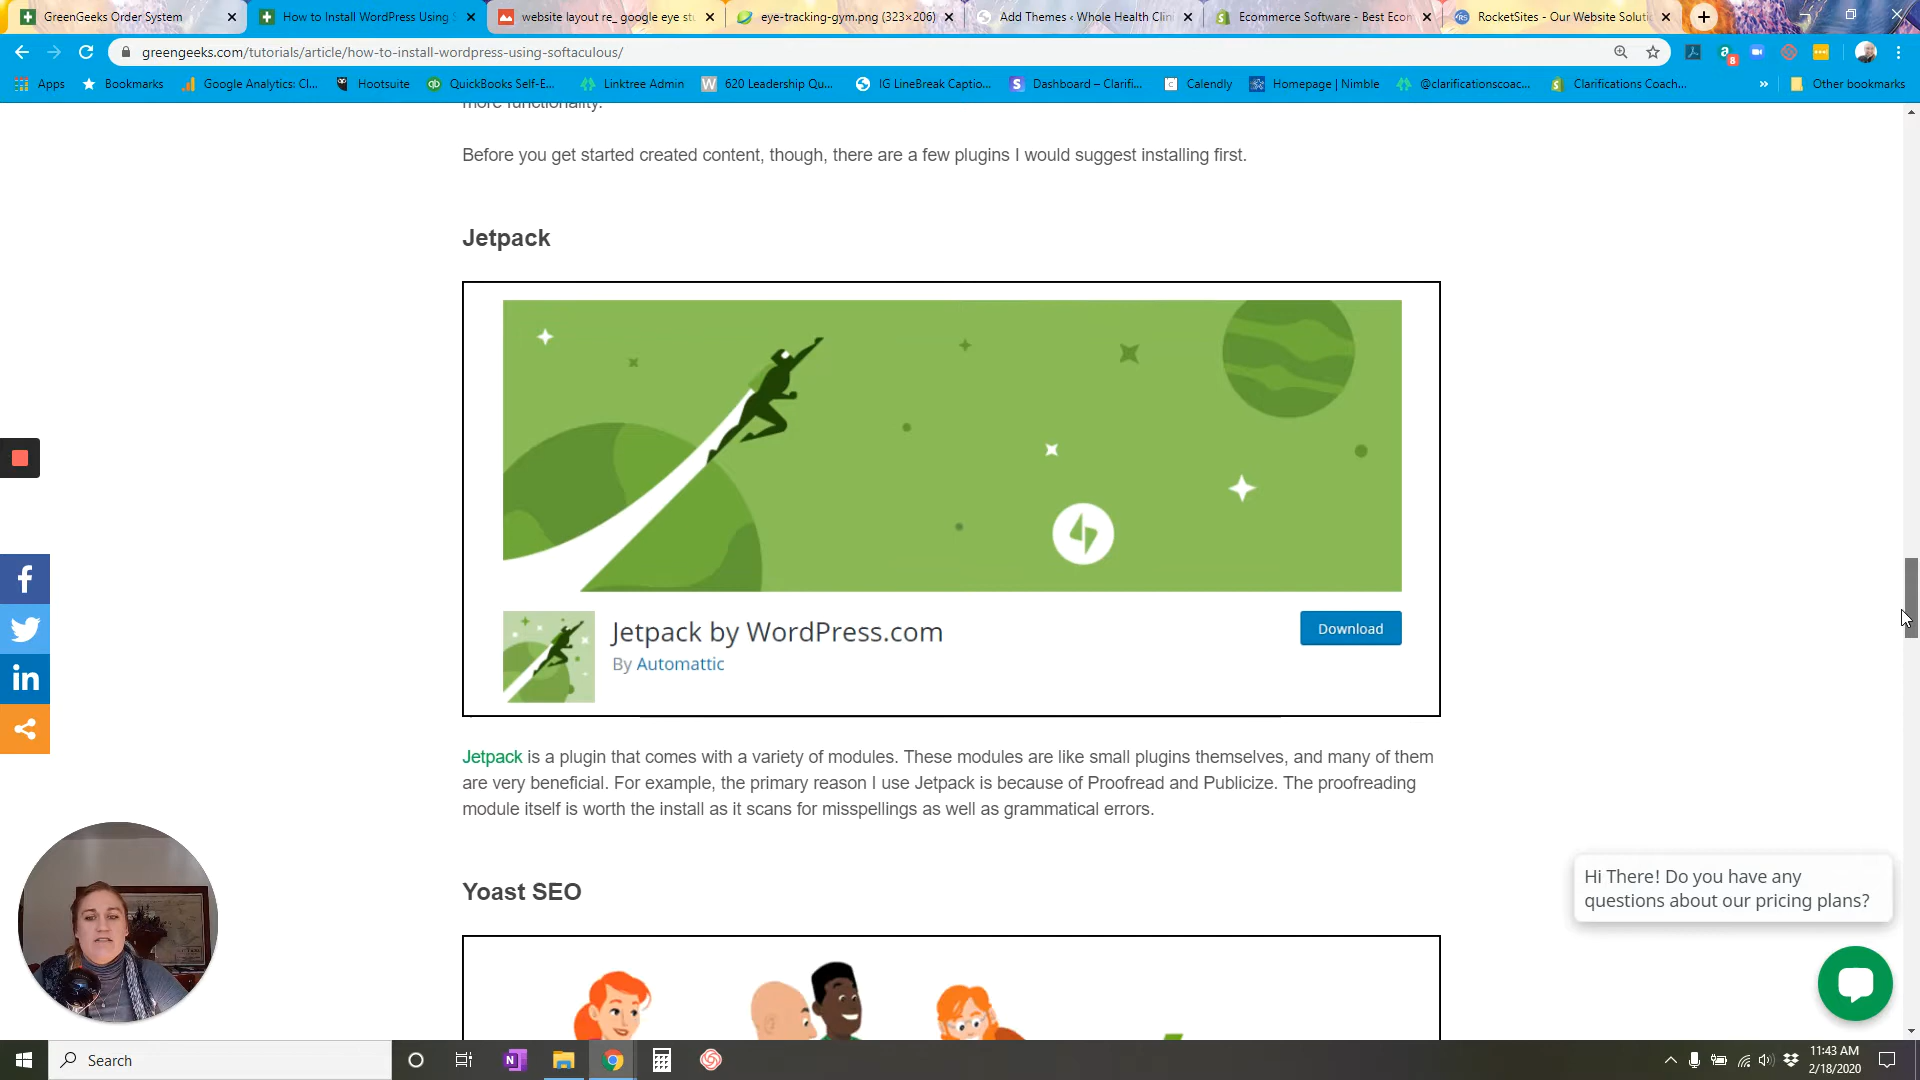 GreenGeeks Order System
How to Install WordPress Using S
website layout re_ google eye stu
eye-tracking-gym.png (323×206)
Add Themes ‹ Whole Health Clini
Ecommerce Software - Best Ecom
RocketSites - Our Website Soluti
greengeeks.com/tutorials/article/how-to-install-wordpress-using-softaculous/
Apps
Bookmarks
Google Analytics: Cl...
Hootsuite
QuickBooks Self-E...
Linktree Admin
620 Leadership Qu...
IG LineBreak Captio...
Dashboard – Clarifi...
Calendly
Homepage | Nimble
@clarificationscoac...
Clarifications Coach...
»
Other bookmarks
more functionality.
Before you get started created content, though, there are a few plugins I would suggest installing first.
Jetpack
Jetpack by WordPress.com
By Automattic
Download
Jetpack is a plugin that comes with a variety of modules. These modules are like small plugins themselves, and many of them
are very beneficial. For example, the primary reason I use Jetpack is because of Proofread and Publicize. The proofreading
module itself is worth the install as it scans for misspellings as well as grammatical errors.
Yoast SEO
Hi There! Do you have any
questions about our pricing plans?
Search
11:43 AM
2/18/2020